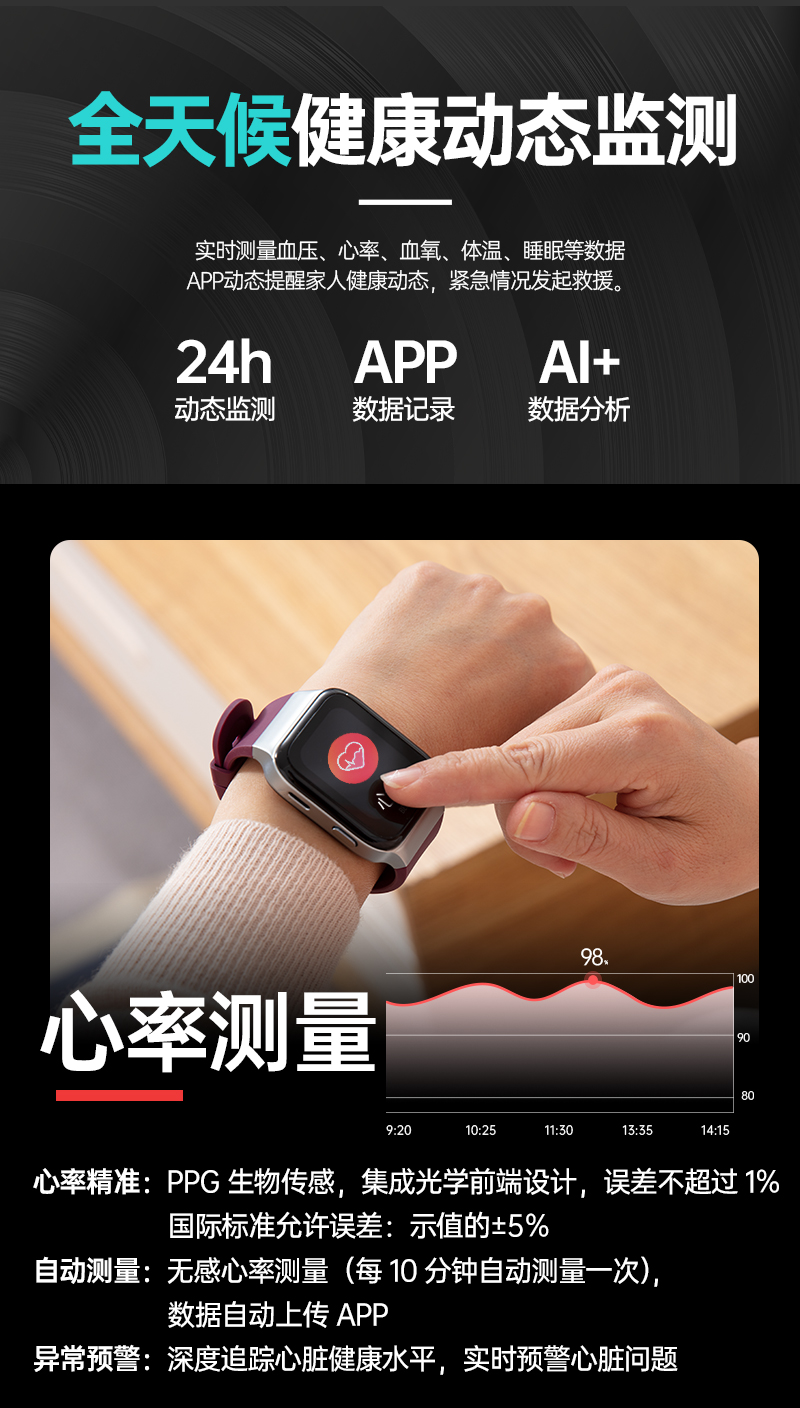 全天候健康动态监测
实时测量血压、心率、血氧、体温、睡眠等数据
APP动态提醒家人健康动态，紧急情况发起救援。
24h APP AI+
动态监测 数据记录 数据分析
98%
100
90
80
心率测量
9:20 10:25 11:30 13:35 14:15
心率精准：PPG 生物传感，集成光学前端设计，误差不超过 1%
国际标准允许误差：示值的±5%
自动测量：无感心率测量（每 10 分钟自动测量一次），
数据自动上传 APP
异常预警：深度追踪心脏健康水平，实时预警心脏问题